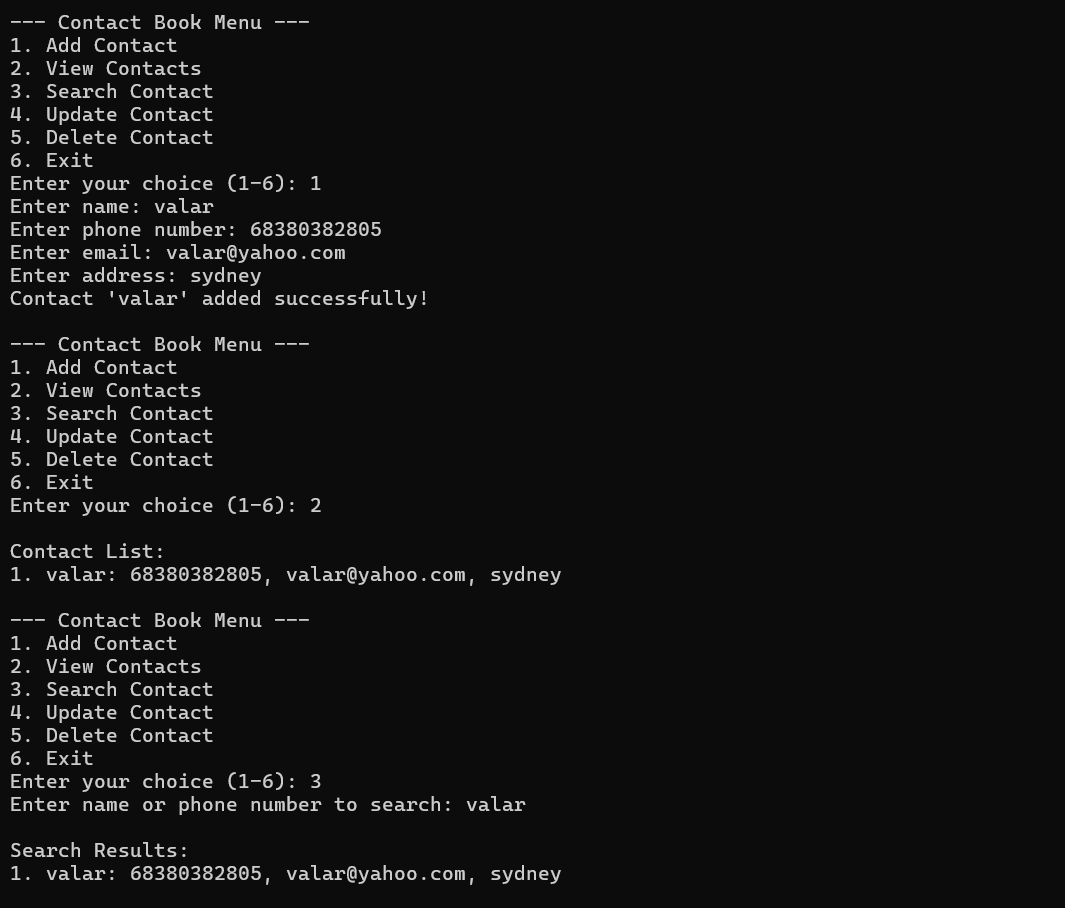 --- Contact Book Menu ---
1. Add Contact
2. View Contacts
3. Search Contact
4. Update Contact
5. Delete Contact
6. Exit
Enter your choice (1-6): 1
Enter name: valar
Enter phone number: 68380382805
Enter email: valar@yahoo.com
Enter address: sydney
Contact 'valar' added successfully!

--- Contact Book Menu ---
1. Add Contact
2. View Contacts
3. Search Contact
4. Update Contact
5. Delete Contact
6. Exit
Enter your choice (1-6): 2

Contact List:
1. valar: 68380382805, valar@yahoo.com, sydney

--- Contact Book Menu ---
1. Add Contact
2. View Contacts
3. Search Contact
4. Update Contact
5. Delete Contact
6. Exit
Enter your choice (1-6): 3
Enter name or phone number to search: valar

Search Results:
1. valar: 68380382805, valar@yahoo.com, sydney